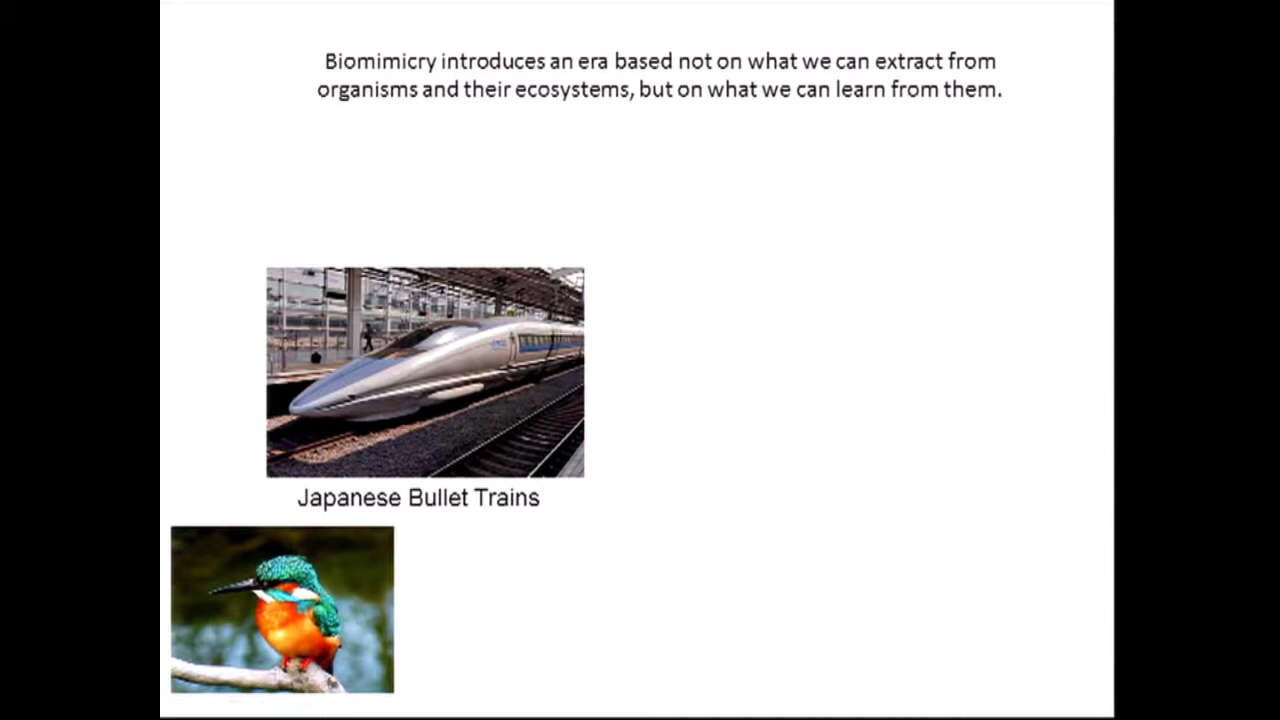 Biomimicry introduces an era based not on what we can extract from
organisms and their ecosystems, but on what we can learn from them.
Japanese Bullet Trains